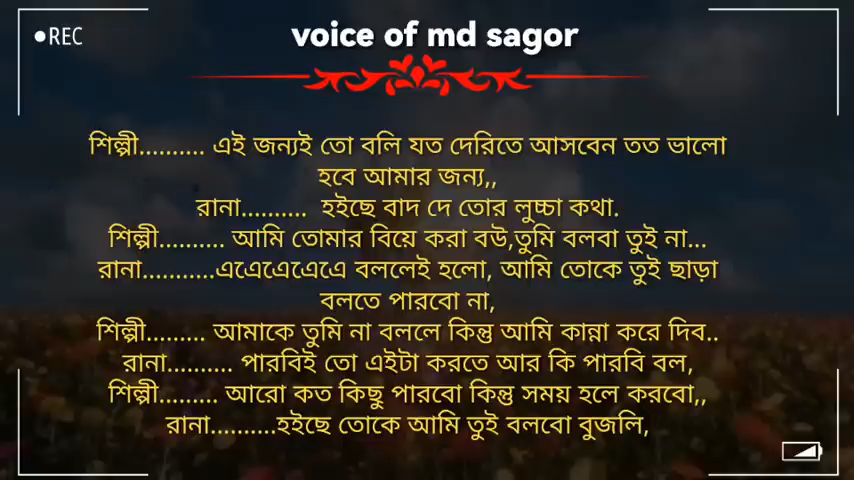 ●REC
voice of md sagor
শিল্পী.......... এই জন্যই তো বলি যত দেরিতে আসবেন তত ভালো
হবে আমার জন্য,,
রানা.......... হইছে বাদ দে তোর লুচ্চা কথা.
শিল্পী.......... আমি তোমার বিয়ে করা বউ,তুমি বলবা তুই না...
রানা...........এএেএেএেএে বললেই হলো, আমি তোকে তুই ছাড়া
বলতে পারবো না,
শিল্পী......... আমাকে তুমি না বললে কিন্তু আমি কান্না করে দিব..
রানা.......... পারবিই তো এইটা করতে আর কি পারবি বল,
শিল্পী......... আরো কত কিছু পারবো কিন্তু সময় হলে করবো,,
রানা..........হইছে তোকে আমি তুই বলবো বুজলি,